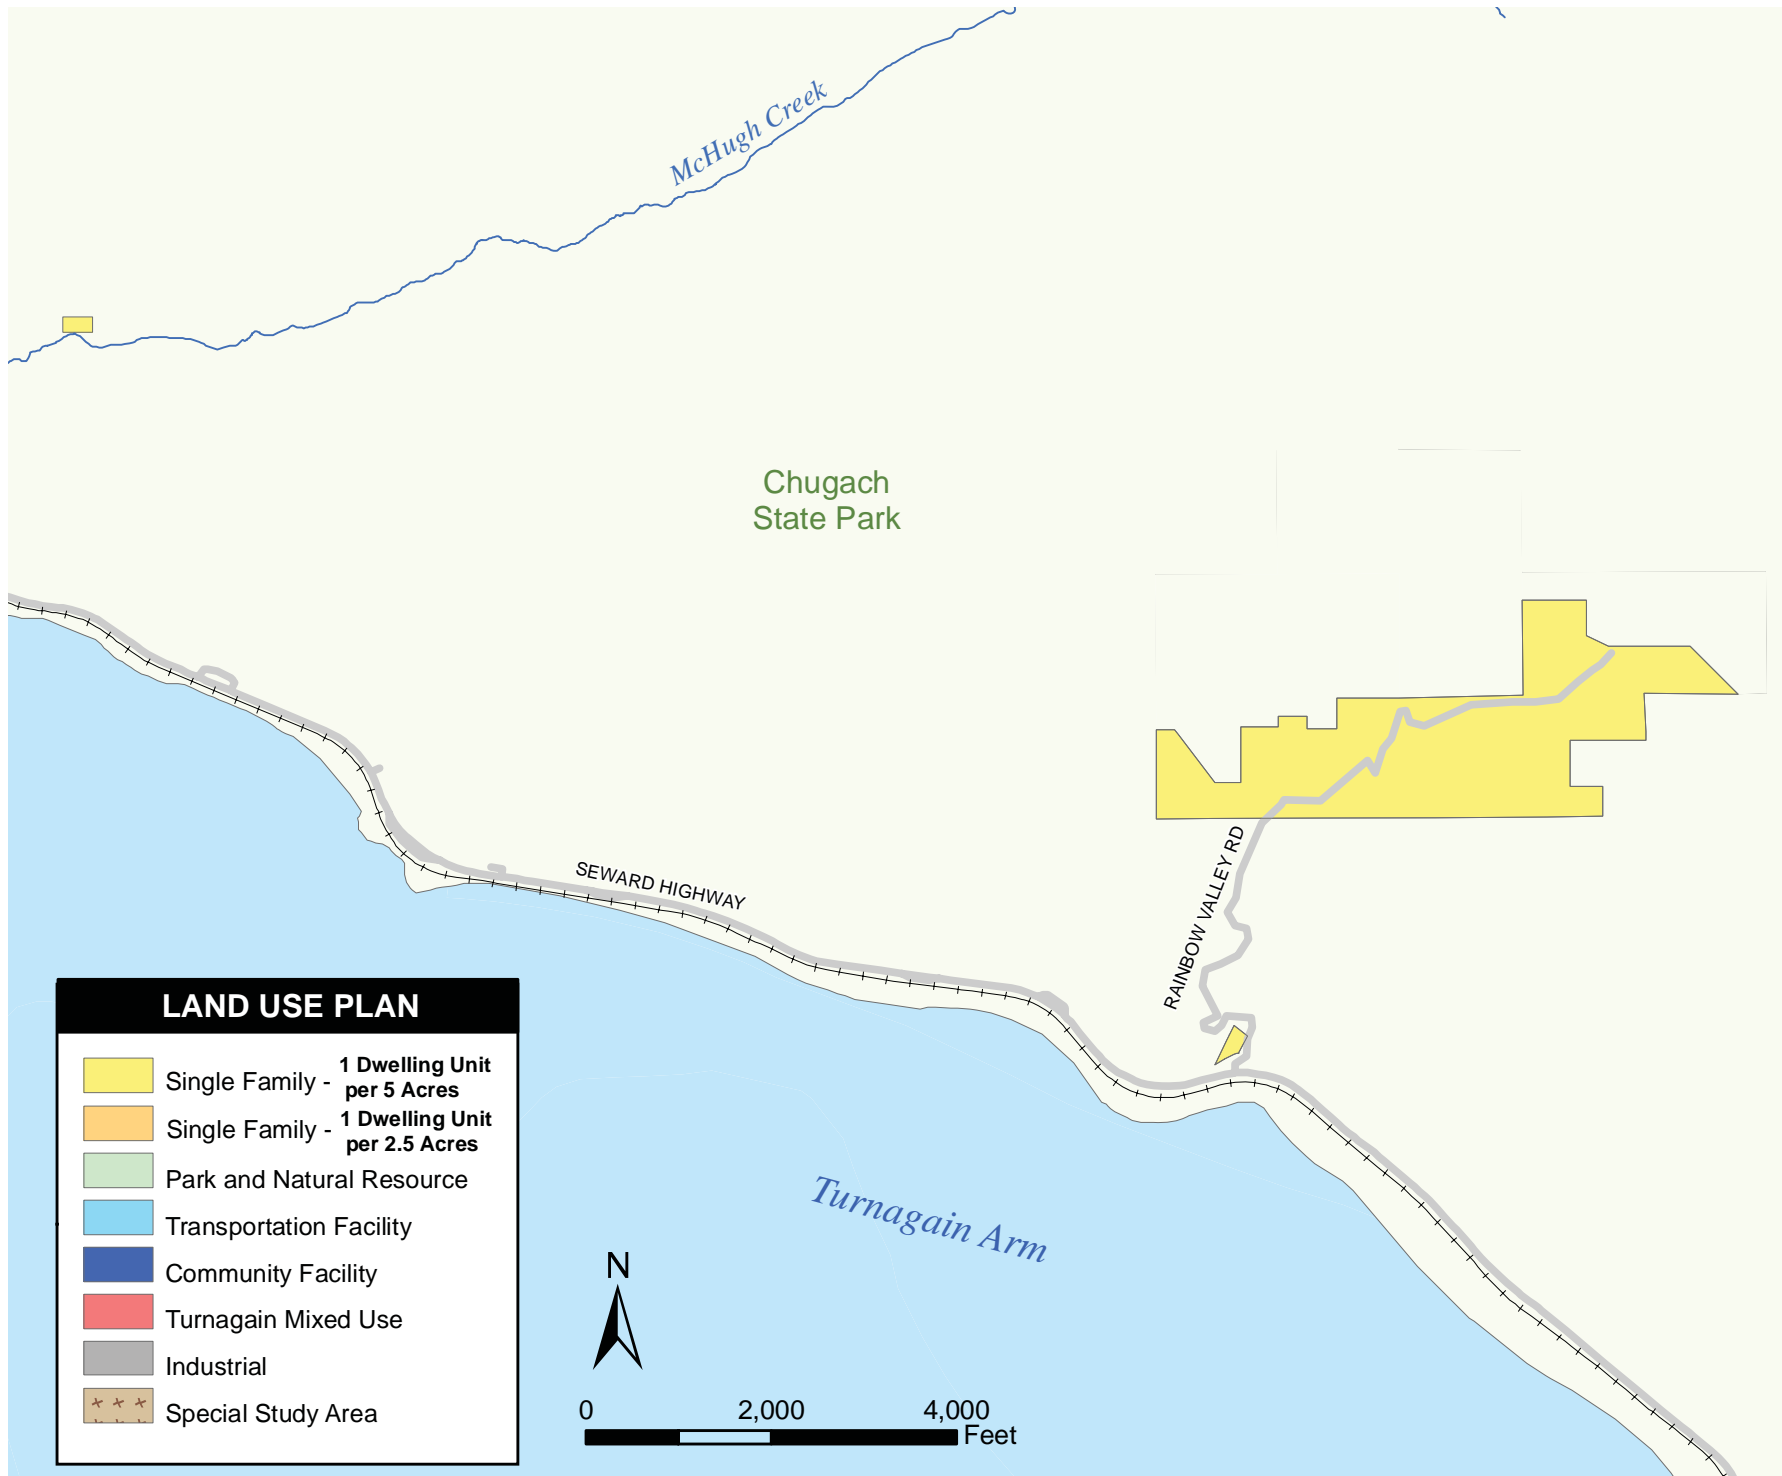 McHugh Creek
Chugach
State Park
SEWARD HIGHWAY
RAINBOW VALLEY RD
LAND USE PLAN
Single Family - 1 Dwelling Unit
per 5 Acres
Single Family - 1 Dwelling Unit
per 2.5 Acres
Park and Natural Resource
Transportation Facility
Community Facility
Turnagain Mixed Use
Industrial
Special Study Area
Turnagain Arm
N
0 2,000 4,000
Feet